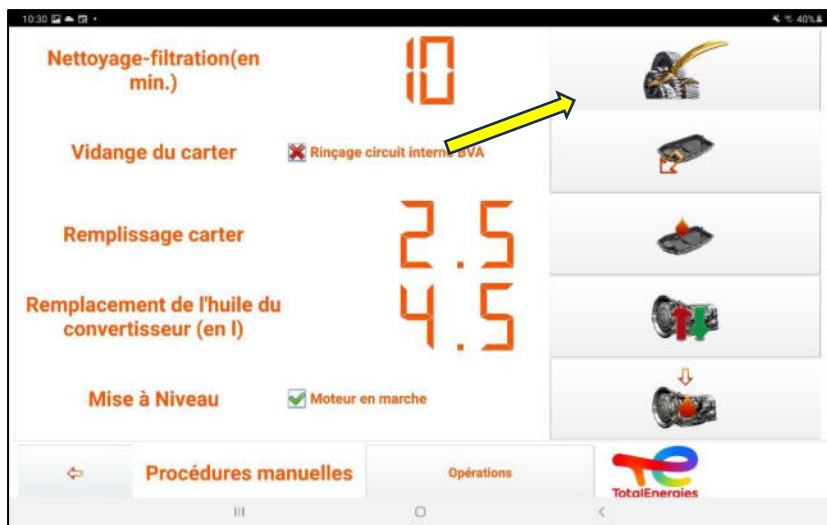 10:30
40%
Nettoyage-filtration(en
min.)
10
Vidange du carter
Rinçage circuit interne BVA
Remplissage carter
2.5
Remplacement de l'huile du
convertisseur (en l)
4.5
Mise à Niveau
Moteur en marche
Procédures manuelles
Opérations
TotalEnergies